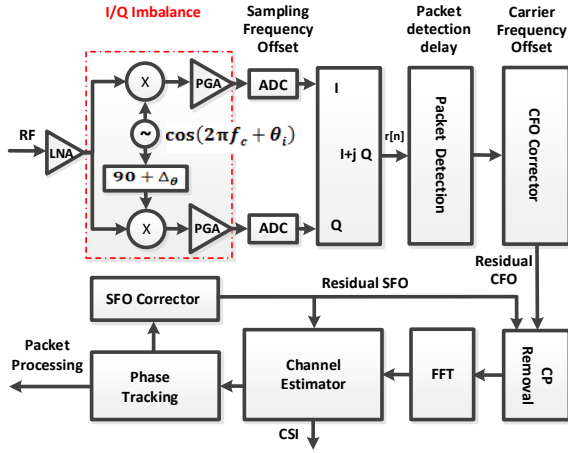 I/Q Imbalance
Sampling
Frequency
Offset
Packet
detection
delay
Carrier
Frequency
Offset
X
PGA
ADC
I
RF
LNA
~
cos(2πf_c + θ_i)
I+j Q
r[n]
Packet Detection
CFO Corrector
90 + Δ_θ
X
PGA
ADC
Q
Residual
CFO
SFO Corrector
Residual SFO
Packet
Processing
Phase
Tracking
Channel
Estimator
FFT
CP
Removal
CSI